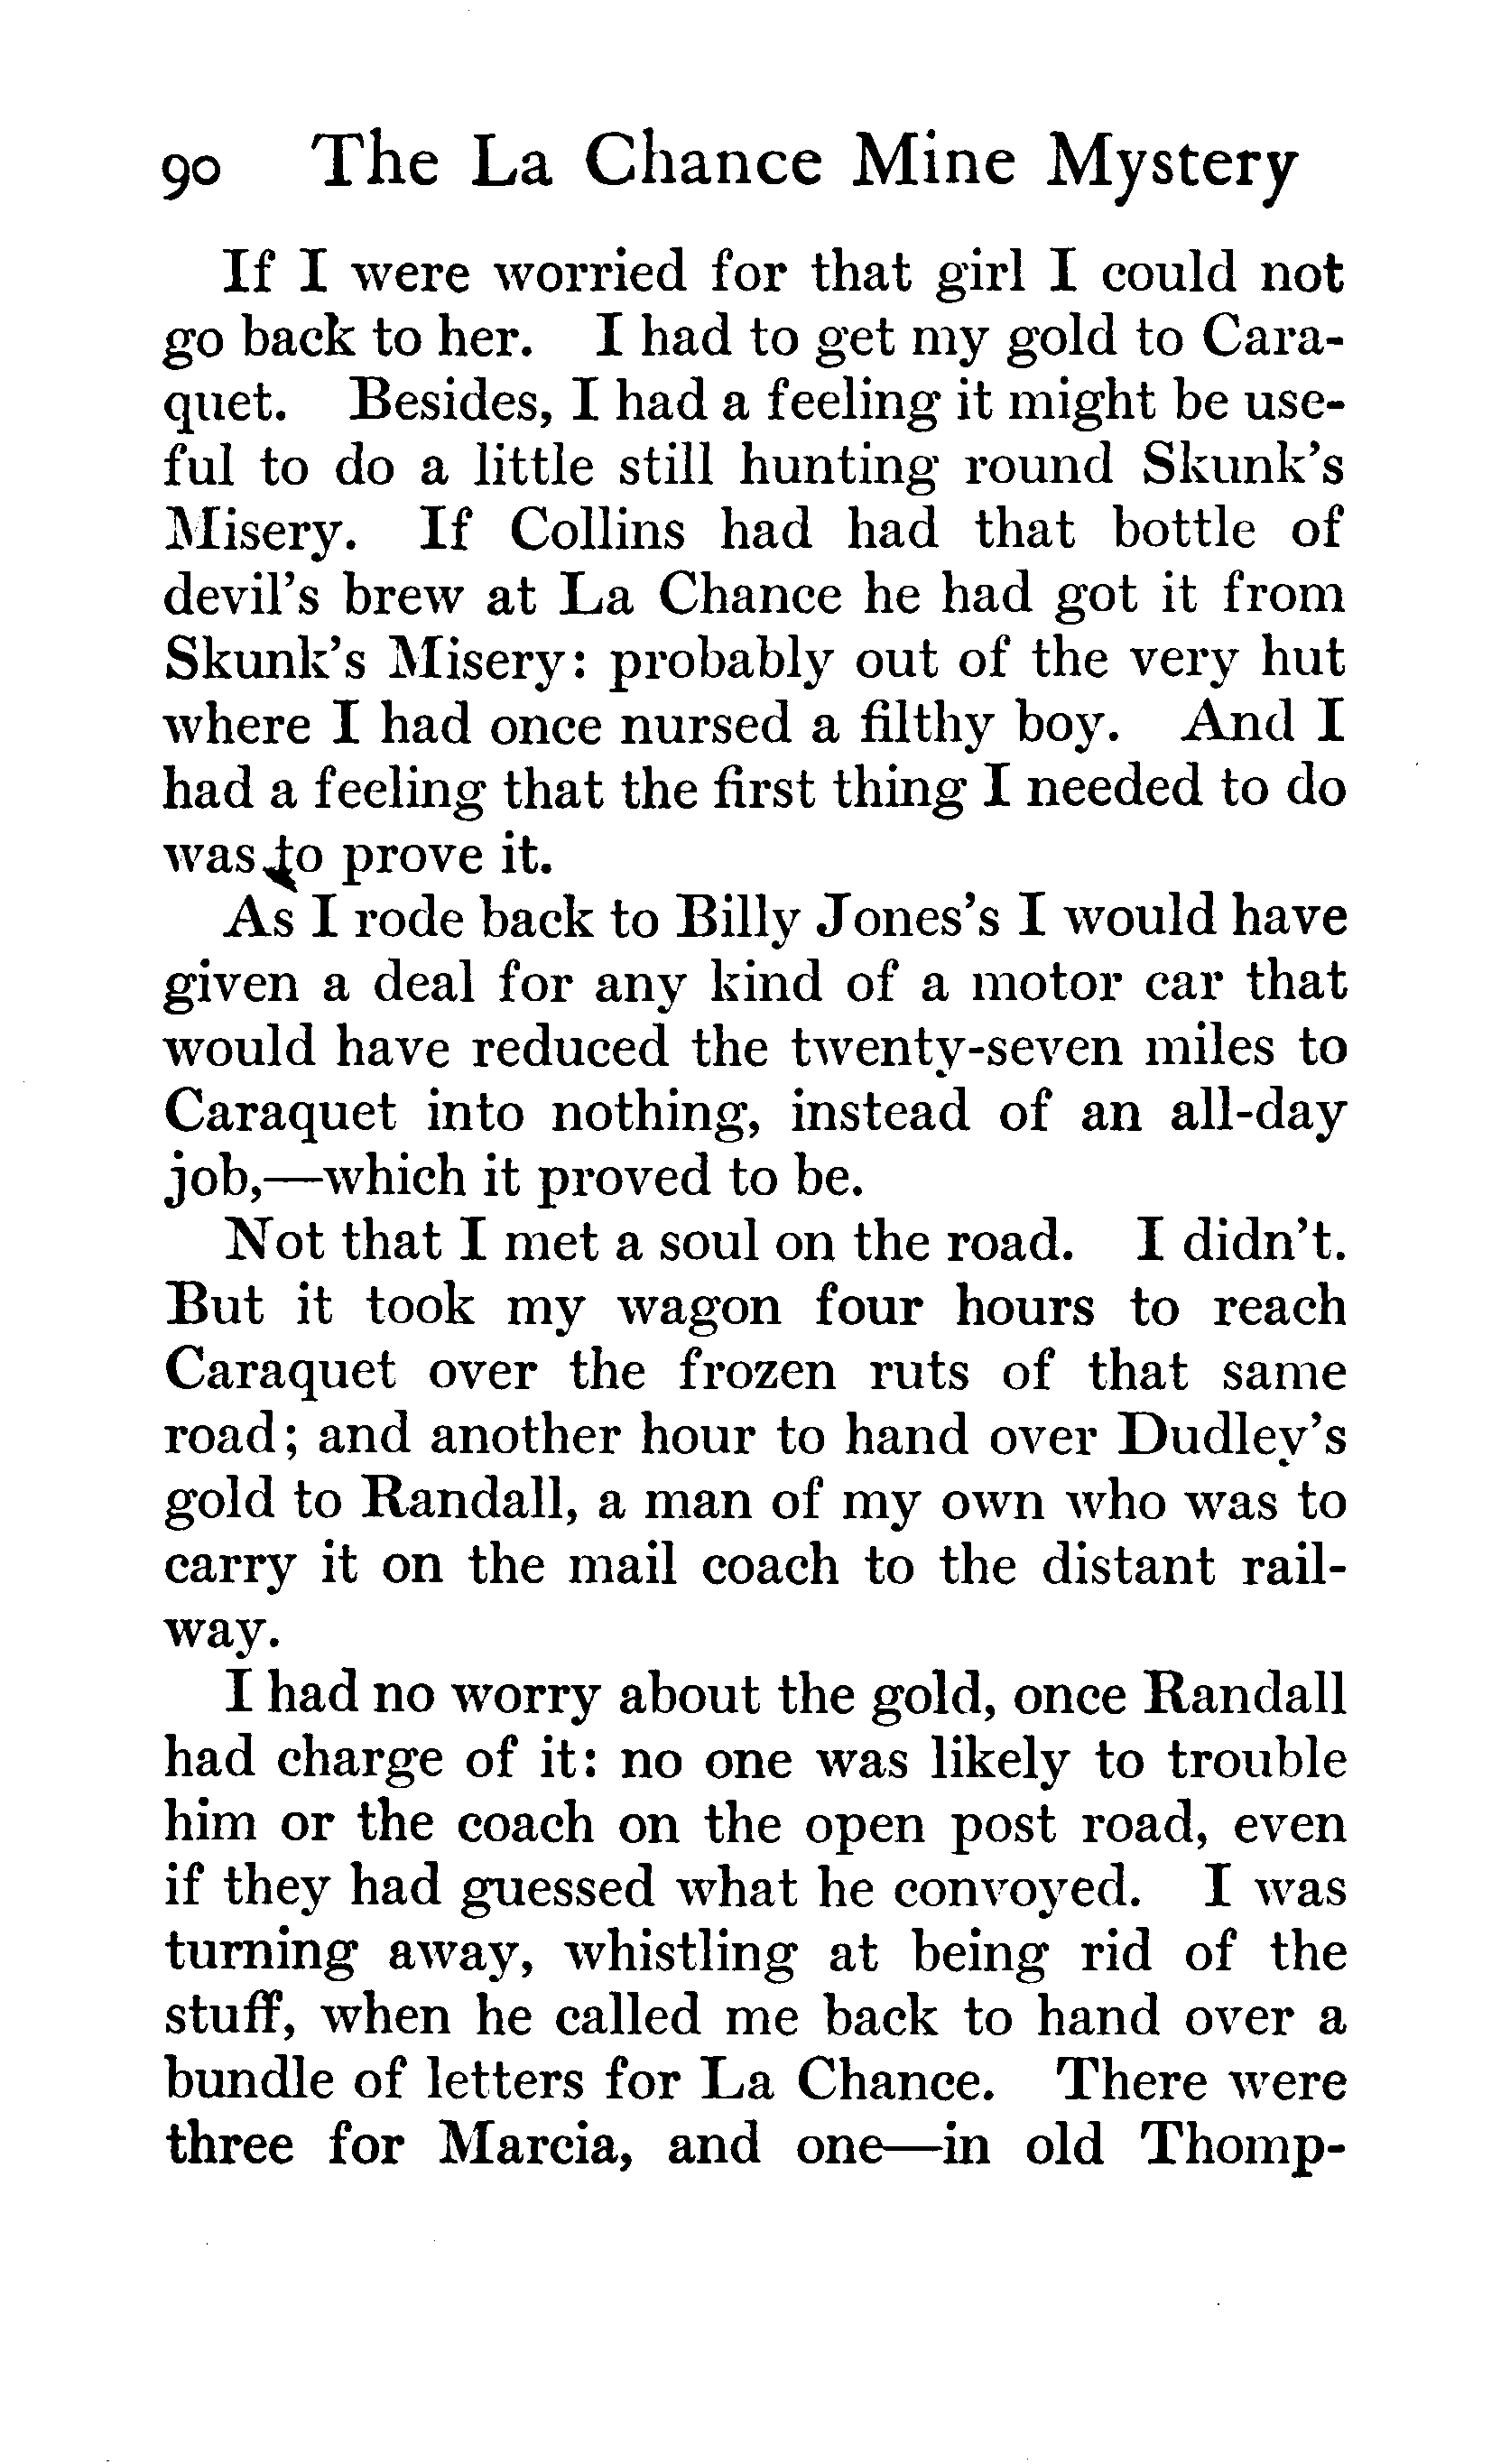 90 The La Chance Mine Mystery
If I were worried for that girl I could not
go back to her. I had to get my gold to Cara-
quet. Besides, I had a feeling it might be use-
ful to do a little still hunting round Skunk's
Misery. If Collins had had that bottle of
devil's brew at La Chance he had got it from
Skunk's Misery: probably out of the very hut
where I had once nursed a filthy boy. And I
had a feeling that the first thing I needed to do
was to prove it.
As I rode back to Billy Jones's I would have
given a deal for any kind of a motor car that
would have reduced the twenty-seven miles to
Caraquet into nothing, instead of an all-day
job,—which it proved to be.
Not that I met a soul on the road. I didn't.
But it took my wagon four hours to reach
Caraquet over the frozen ruts of that same
road; and another hour to hand over Dudley's
gold to Randall, a man of my own who was to
carry it on the mail coach to the distant rail-
way.
I had no worry about the gold, once Randall
had charge of it: no one was likely to trouble
him or the coach on the open post road, even
if they had guessed what he convoyed. I was
turning away, whistling at being rid of the
stuff, when he called me back to hand over a
bundle of letters for La Chance. There were
three for Marcia, and one—in old Thomp-